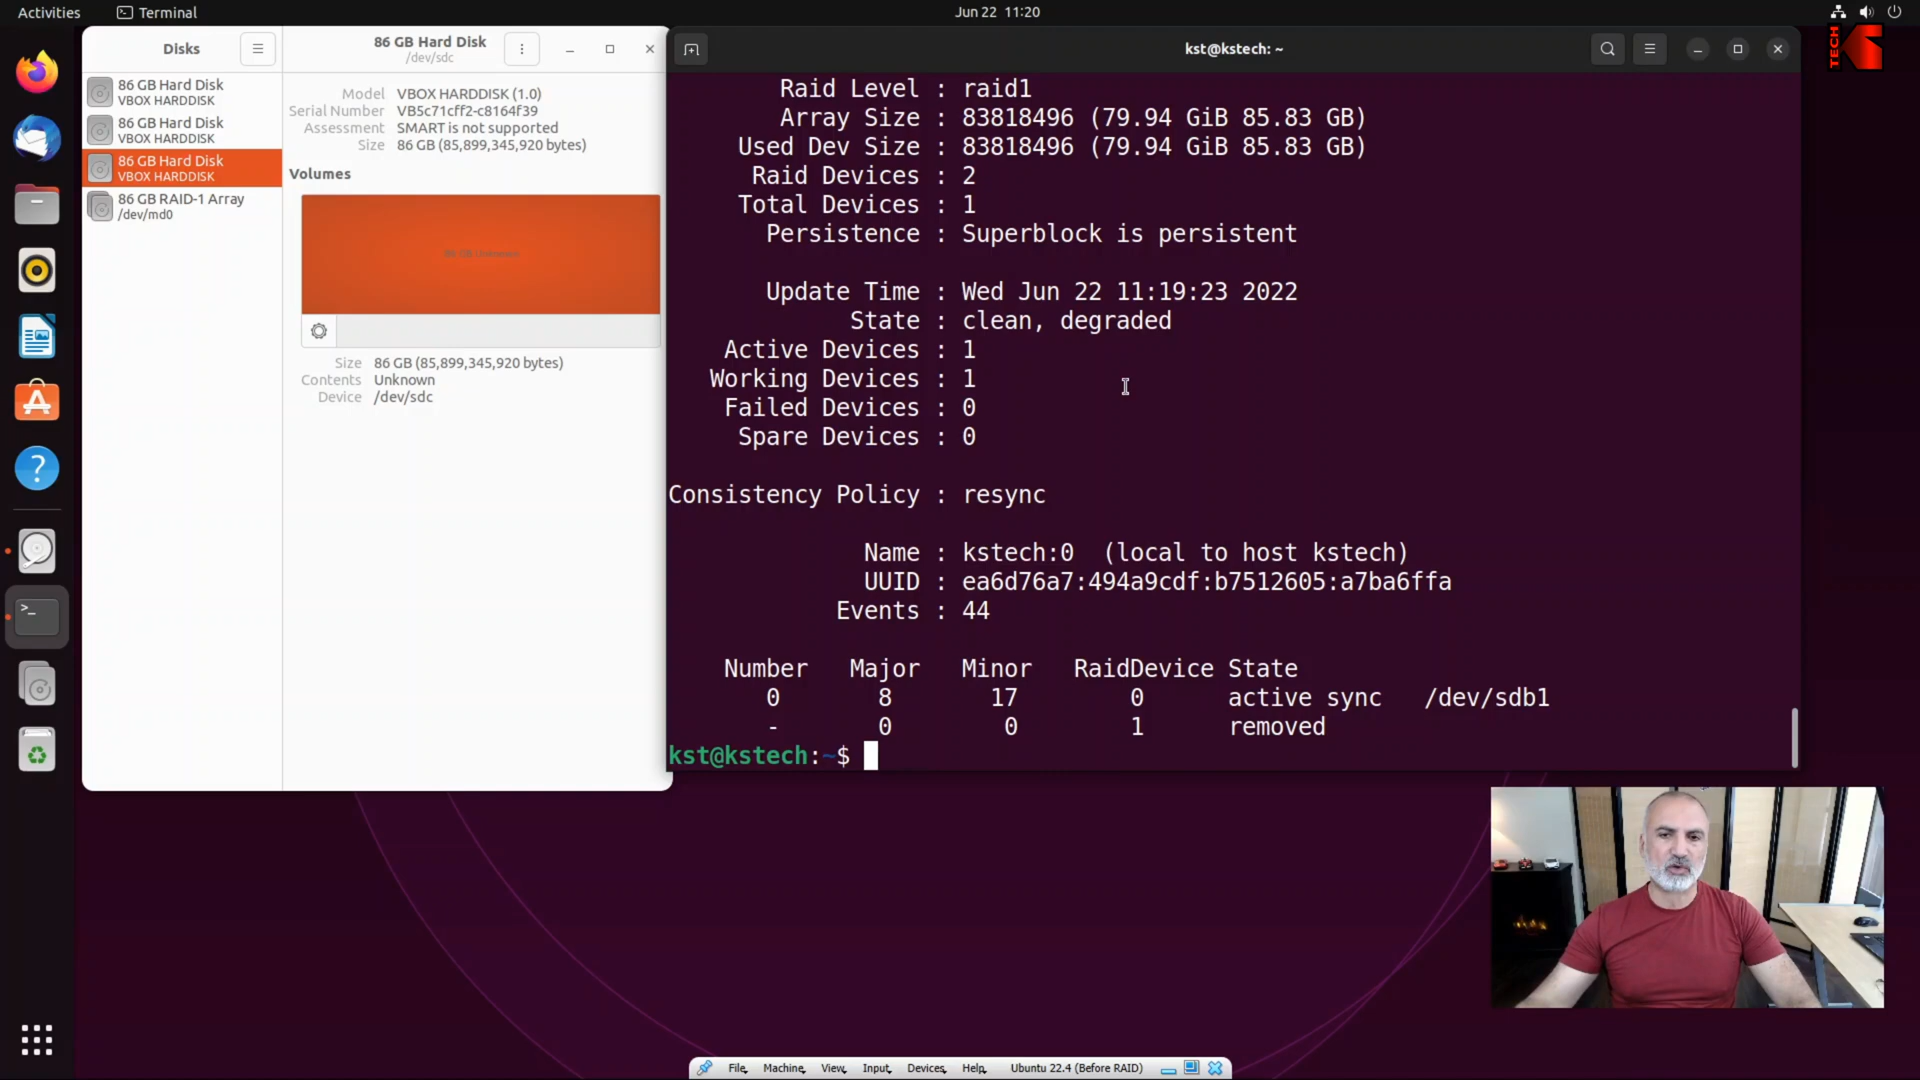 Activities
Terminal
Jun 22 11:20
TECH
K
Disks
86 GB Hard Disk
/dev/sdc
kst@kstech: ~
86 GB Hard Disk
VBOX HARDDISK
86 GB Hard Disk
VBOX HARDDISK
86 GB Hard Disk
VBOX HARDDISK
86 GB RAID-1 Array
/dev/md0
Model VBOX HARDDISK (1.0)
Serial Number VB5c71cff2-c8164f39
Assessment SMART is not supported
Size 86 GB (85,899,345,920 bytes)
Volumes
86 GB Unknown
Size 86 GB (85,899,345,920 bytes)
Contents Unknown
Device /dev/sdc
Raid Level : raid1
Array Size : 83818496 (79.94 GiB 85.83 GB)
Used Dev Size : 83818496 (79.94 GiB 85.83 GB)
Raid Devices : 2
Total Devices : 1
Persistence : Superblock is persistent
Update Time : Wed Jun 22 11:19:23 2022
State : clean, degraded
Active Devices : 1
Working Devices : 1
Failed Devices : 0
Spare Devices : 0
Consistency Policy : resync
Name : kstech:0 (local to host kstech)
UUID : ea6d76a7:494a9cdf:b7512605:a7ba6ffa
Events : 44
Number Major Minor RaidDevice State
0 8 17 0 active sync /dev/sdb1
- 0 0 1 removed
kst@kstech:~$
File Machine View Input Devices Help Ubuntu 22.4 (Before RAID)